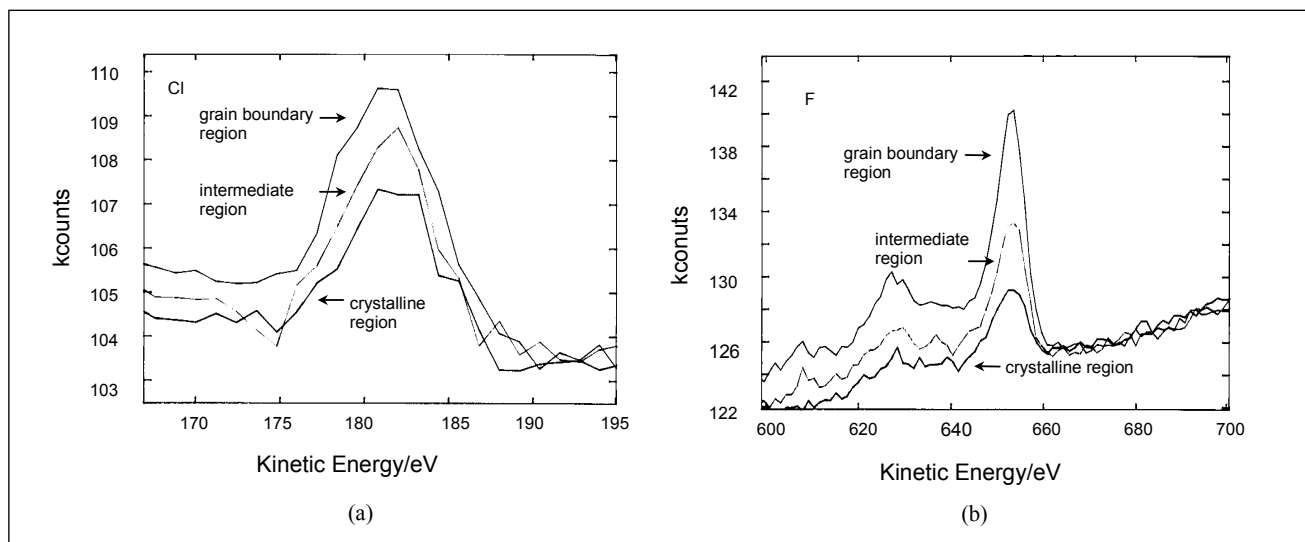 110
109
108
107
106
105
104
103
kcounts
Cl
grain boundary
region
intermediate
region
crystalline
region
170
175
180
185
190
195
Kinetic Energy/eV
(a)
142
138
134
130
126
122
kconuts
F
grain boundary
region
intermediate
region
crystalline region
600
620
640
660
680
700
Kinetic Energy/eV
(b)